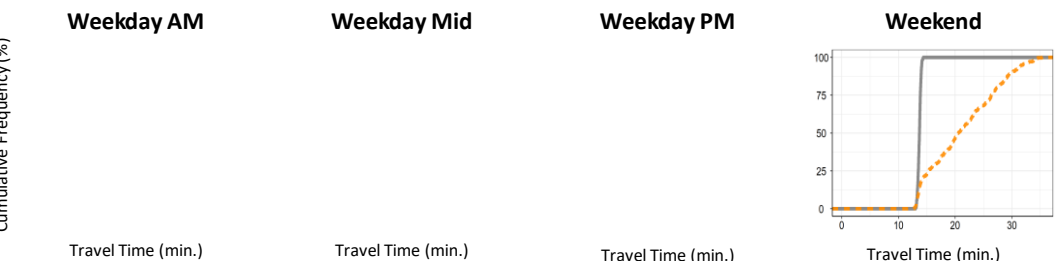 Weekday AM
Weekday Mid
Weekday PM
Weekend
Cumulative Frequency (%)
100
75
50
25
0
0 10 20 30
Travel Time (min.)
Travel Time (min.)
Travel Time (min.)
Travel Time (min.)